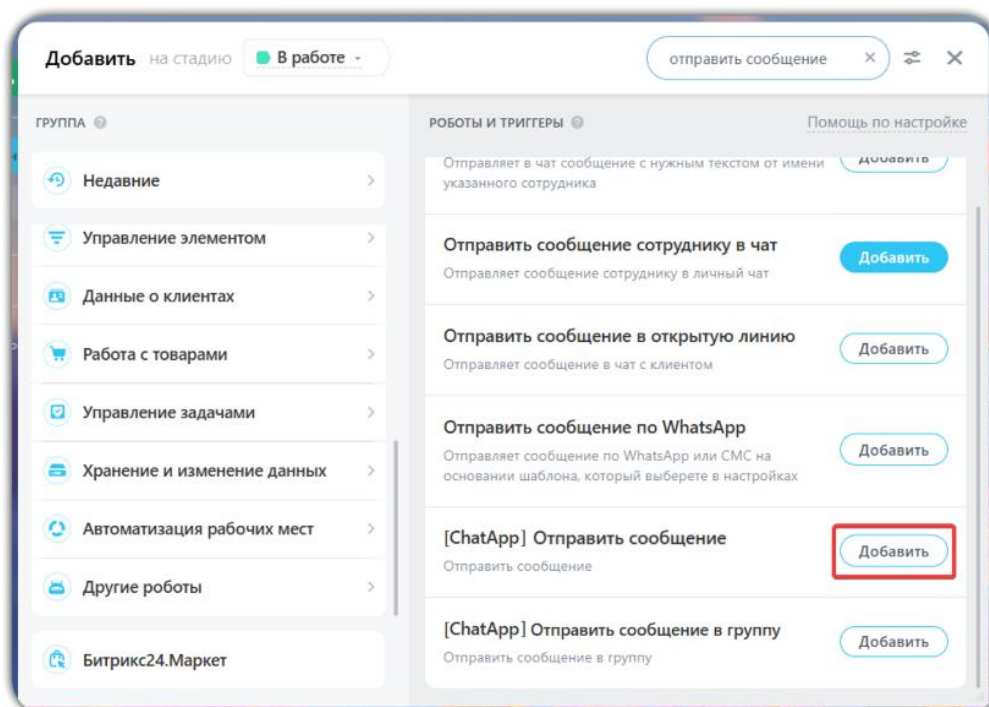 Добавить на стадию В работе
отправить сообщение
ГРУППА
Недавние
Управление элементом
Данные о клиентах
Работа с товарами
Управление задачами
Хранение и изменение данных
Автоматизация рабочих мест
Другие роботы
Битрикс24.Маркет
РОБОТЫ И ТРИГГЕРЫ
Помощь по настройке
Отправляет в чат сообщение с нужным текстом от имени
указанного сотрудника
Добавить
Отправить сообщение сотруднику в чат
Отправляет сообщение сотруднику в личный чат
Добавить
Отправить сообщение в открытую линию
Отправляет сообщение в чат с клиентом
Добавить
Отправить сообщение по WhatsApp
Отправляет сообщение по WhatsApp или СМС на
основании шаблона, который выберете в настройках
Добавить
[ChatApp] Отправить сообщение
Отправить сообщение
Добавить
[ChatApp] Отправить сообщение в группу
Отправить сообщение в группу
Добавить